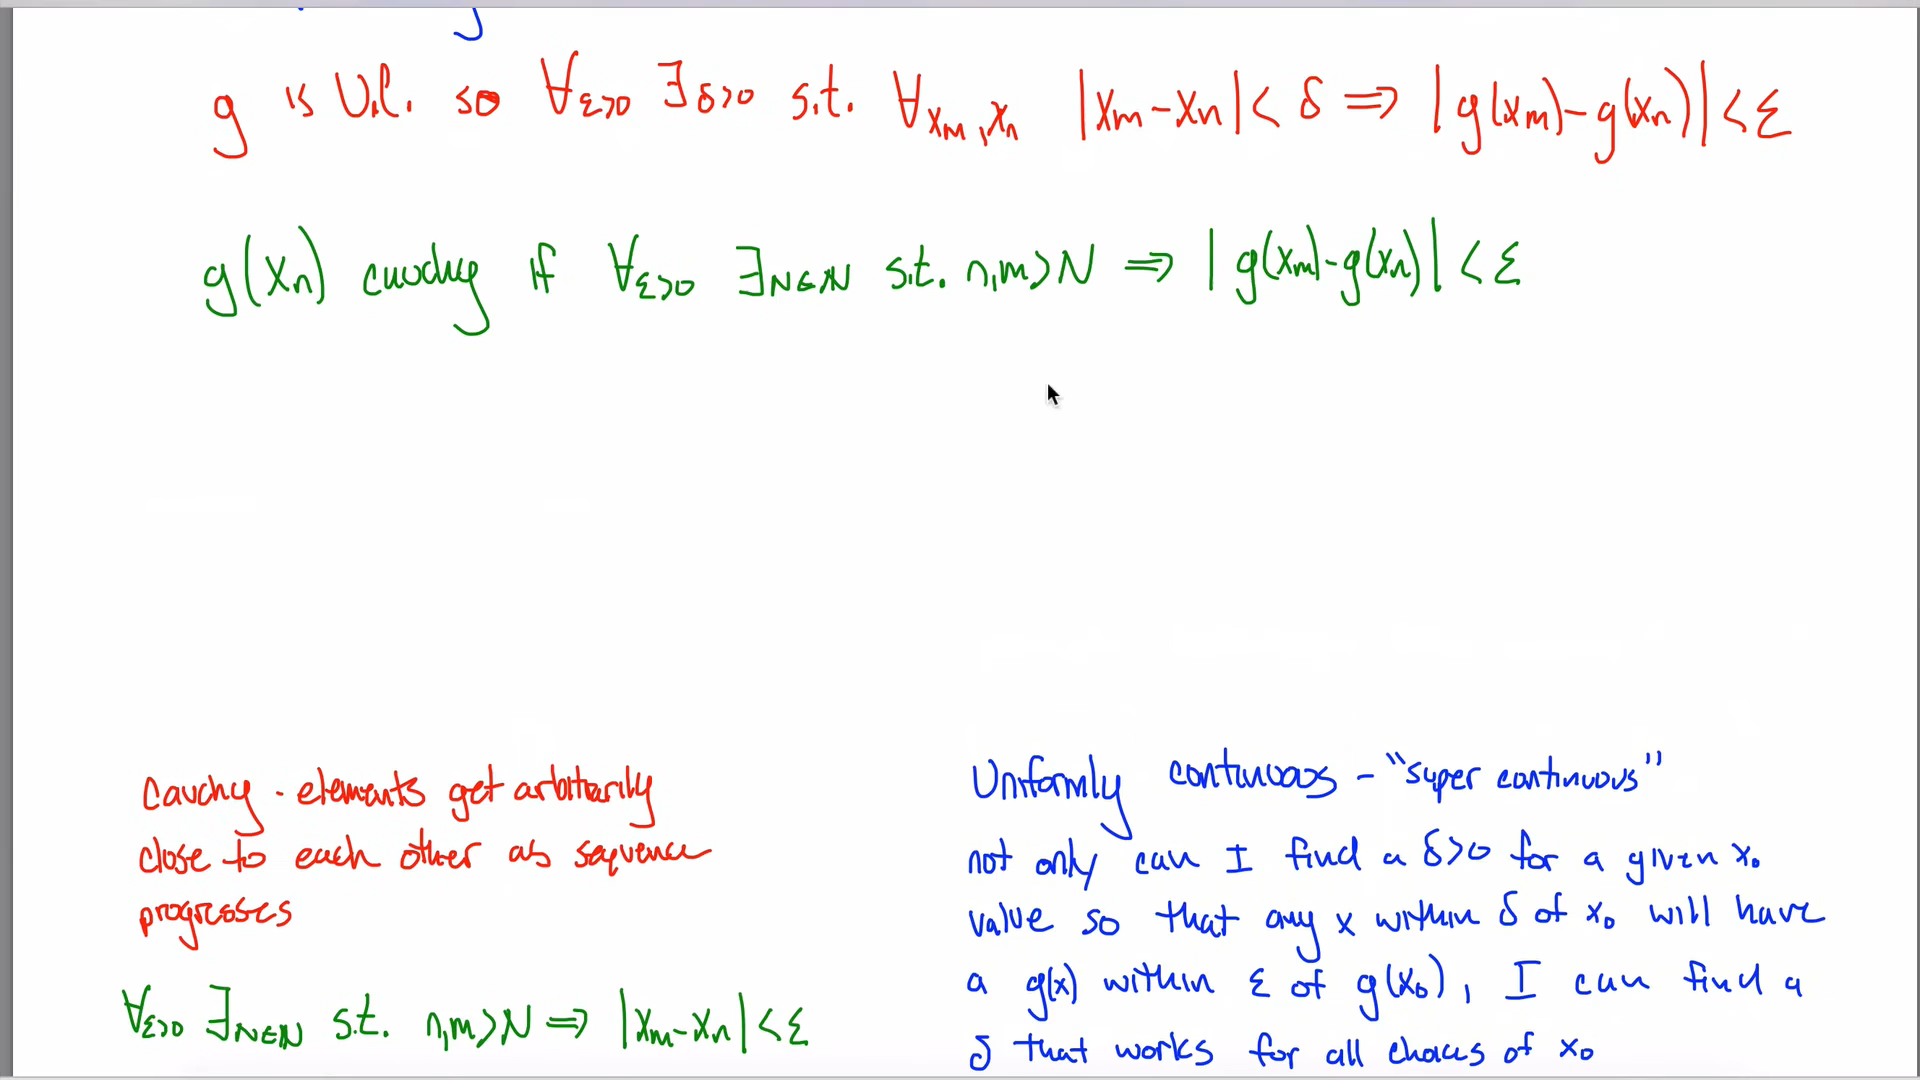 g is U.C. so ∀ε>0 ∃δ>0 s.t. ∀xₘ,xₙ |xₘ-xₙ|< δ ⟹ |g(xₘ)-g(xₙ)|<ε
g(xₙ) cauchy if ∀ε>0 ∃N∈ℕ s.t. n,m>N ⟹ |g(xₘ)-g(xₙ)|<ε
Cauchy - elements get arbitrarily
close to each other as sequence
progresses
∀ε>0 ∃N∈ℕ s.t. n,m>N ⟹ |xₘ-xₙ|<ε
Uniformly continuous - "super continuous"
not only can I find a δ>0 for a given x₀
value so that any x within δ of x₀ will have
a g(x) within ε of g(x₀), I can find a
δ that works for all choices of x₀